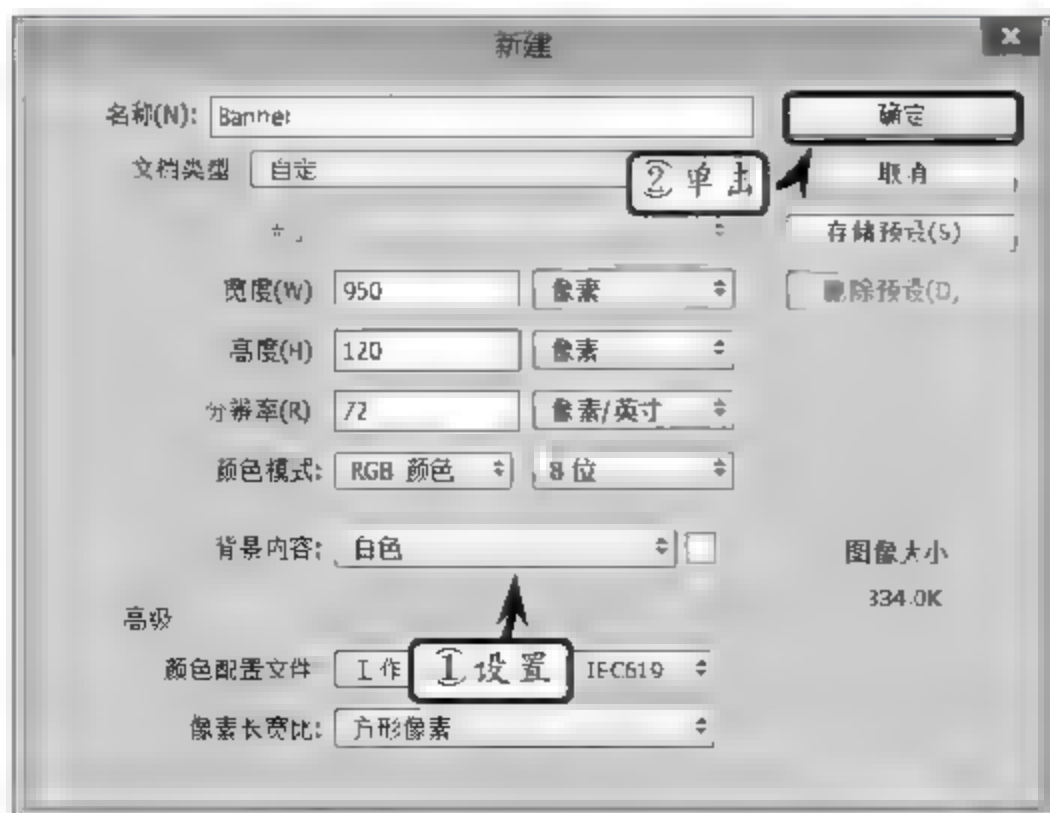 新建
名称(N): Banner 确定
文档类型 自定 ②单击 取消
存储预设(S)
宽度(W) 950 像素 删除预设(D)
高度(H) 120 像素
分辨率(R) 72 像素/英寸
颜色模式: RGB 颜色 8 位
背景内容: 白色 图像大小
334.0K
高级
颜色配置文件 工作 ①设置 IEC619
像素长宽比: 方形像素